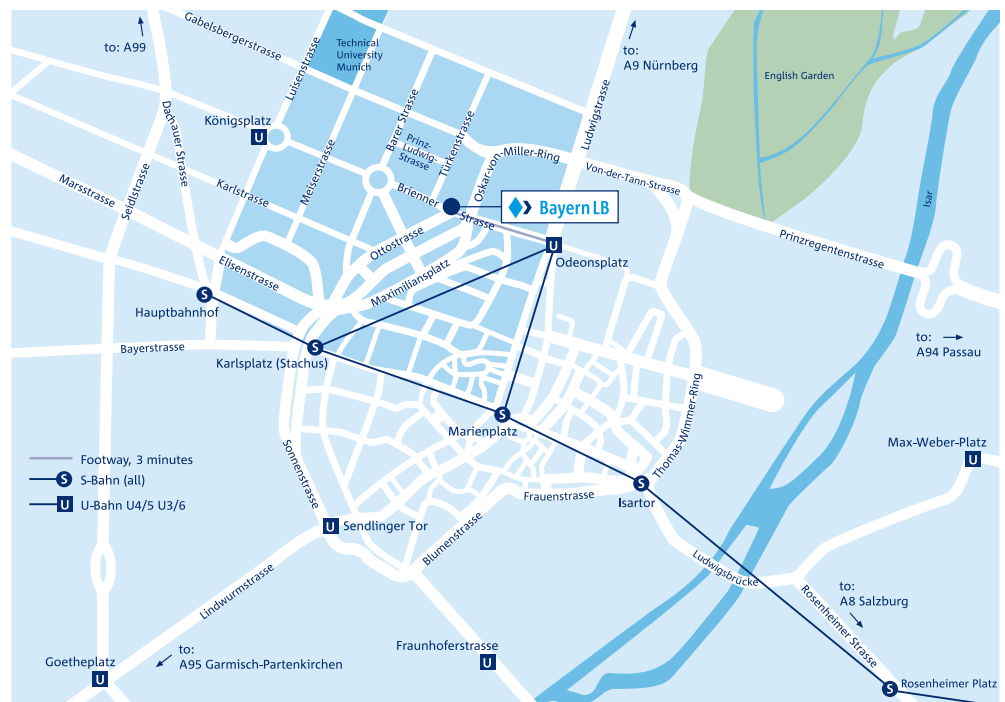 to: A99
Gabelsbergerstrasse
Luisenstrasse
Technical
University
Munich
to:
A9 Nürnberg
English Garden
Königsplatz
U
Dachauer Strasse
Seidlstrasse
Marsstrasse
Karlstrasse
Meiserstrasse
Barer Strasse
Prinz-
Ludwig-
Strasse
Türkenstrasse
Oskar-von-Miller-Ring
Ludwigstrasse
Von-der-Tann-Strasse
Isar
Brienner
Strasse
Bayern LB
Prinzregentenstrasse
Ottostrasse
Maximiliansplatz
U
Odeonsplatz
Elisenstrasse
S
Hauptbahnhof
Bayerstrasse
S
Karlsplatz (Stachus)
to:
A94 Passau
S
Marienplatz
Thomas-Wimmer-Ring
Max-Weber-Platz
U
Footway, 3 minutes
S
S-Bahn (all)
U
U-Bahn U4/5 U3/6
Sonnenstrasse
Frauenstrasse
S
Isartor
U
Sendlinger Tor
Blumenstrasse
Ludwigsbrücke
Lindwurmstrasse
to:
A8 Salzburg
Rosenheimer Strasse
Goetheplatz
U
to:
A95 Garmisch-Partenkirchen
Fraunhoferstrasse
U
S
Rosenheimer Platz